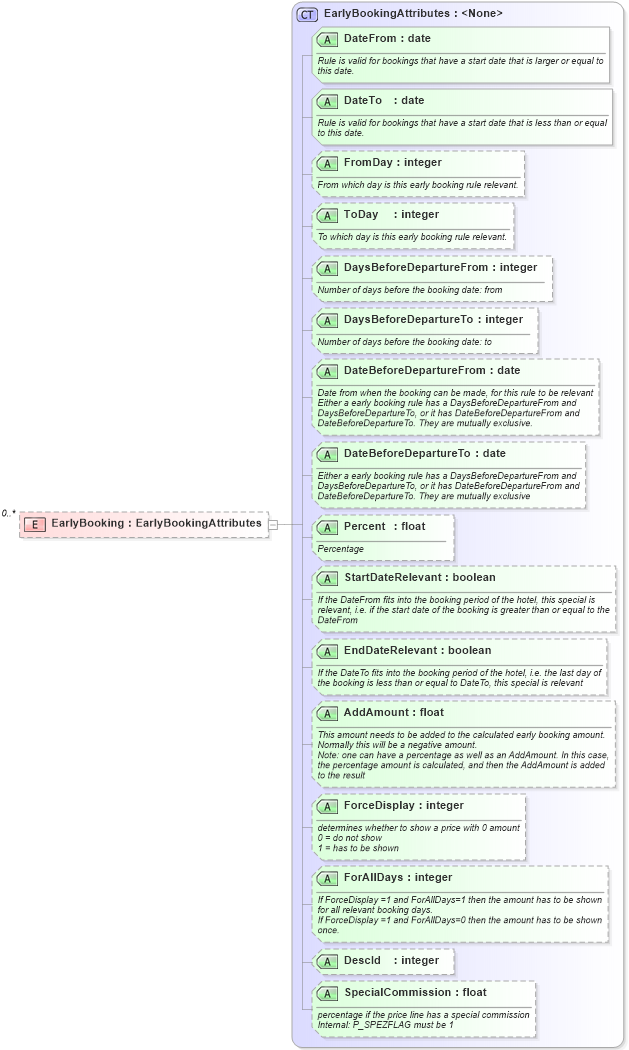 CT EarlyBookingAttributes : <None>
A DateFrom : date
Rule is valid for bookings that have a start date that is larger or equal to
this date.
A DateTo : date
Rule is valid for bookings that have a start date that is less than or equal
to this date.
A FromDay : integer
From which day is this early booking rule relevant.
A ToDay : integer
To which day is this early booking rule relevant.
A DaysBeforeDepartureFrom : integer
Number of days before the booking date: from
A DaysBeforeDepartureTo : integer
Number of days before the booking date: to
A DateBeforeDepartureFrom : date
Date from when the booking can be made, for this rule to be relevant
Either a early booking rule has a DaysBeforeDepartureFrom and
DaysBeforeDepartureTo, or it has DateBeforeDepartureFrom and
DateBeforeDepartureTo. They are mutually exclusive.
A DateBeforeDepartureTo : date
Either a early booking rule has a DaysBeforeDepartureFrom and
DaysBeforeDepartureTo, or it has DateBeforeDepartureFrom and
DateBeforeDepartureTo. They are mutually exclusive
0..*
E EarlyBooking : EarlyBookingAttributes
A Percent : float
Percentage
A StartDateRelevant : boolean
If the DateFrom fits into the booking period of the hotel, this special is
relevant, i.e. if the start date of the booking is greater than or equal to the
DateFrom
A EndDateRelevant : boolean
If the DateTo fits into the booking period of the hotel, i.e. the last day of
the booking is less than or equal to DateTo, this special is relevant
A AddAmount : float
This amount needs to be added to the calculated early booking amount.
Normally this will be a negative amount.
Note: one can have a percentage as well as an AddAmount. In this case,
the percentage amount is calculated, and then the AddAmount is added
to the result
A ForceDisplay : integer
determines whether to show a price with 0 amount
0 = do not show
1 = has to be shown
A ForAllDays : integer
If ForceDisplay =1 and ForAllDays=1 then the amount has to be shown
for all relevant booking days.
If ForceDisplay =1 and ForAllDays=0 then the amount has to be shown
once.
A DescId : integer
A SpecialCommission : float
percentage if the price line has a special commission
Internal: P_SPEZFLAG must be 1